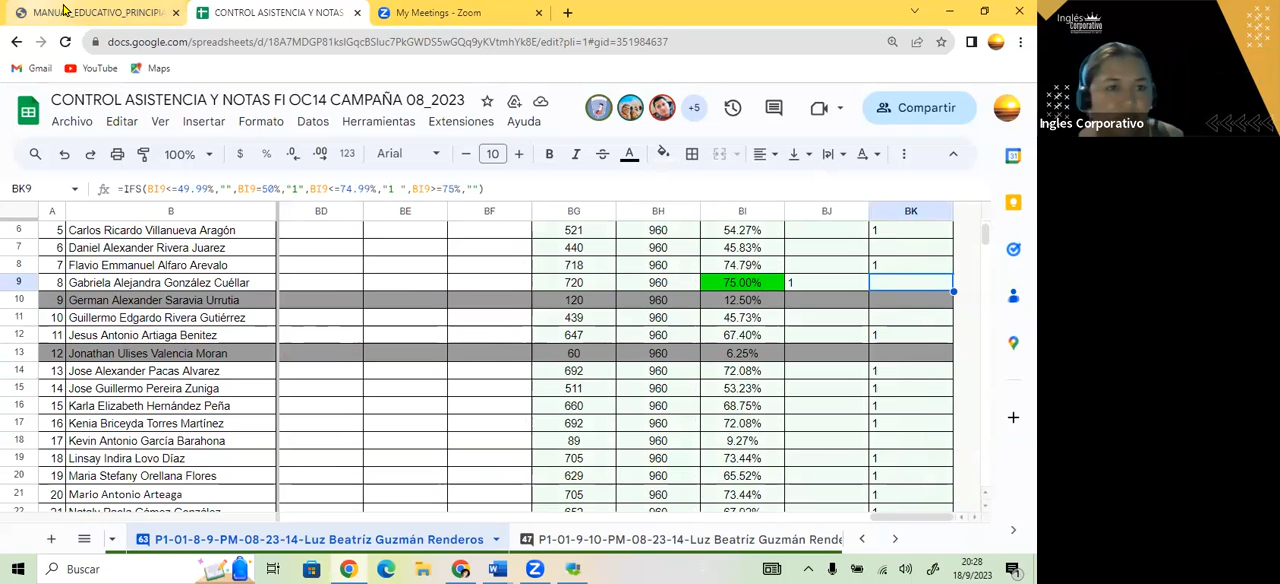 MANUAL_EDUCATIVO_PRINCIPIA
CONTROL ASISTENCIA Y NOTAS
My Meetings - Zoom
docs.google.com/spreadsheets/d/18A7MDGP81kslGqcBSluc7PkGWDS5wGQq9yKVtmhYk8E/edit?pli=1#gid=351984637
Gmail YouTube Maps
CONTROL ASISTENCIA Y NOTAS FI OC14 CAMPAÑA 08_2023
Archivo Editar Ver Insertar Formato Datos Herramientas Extensiones Ayuda
+5
Compartir
100% $ % .0 .00 123 Arial 10 B I A
BK9 fx =IFS(BI9<=49.99%,"",BI9=50%,"1",BI9<=74.99%,"1 ",BI9>=75%,"")
A B BD BE BF BG BH BI BJ BK
6 5 Carlos Ricardo Villanueva Aragón 521 960 54.27% 1
7 6 Daniel Alexander Rivera Juarez 440 960 45.83%
8 7 Flavio Emmanuel Alfaro Arevalo 718 960 74.79% 1
9 8 Gabriela Alejandra González Cuéllar 720 960 75.00% 1
10 9 German Alexander Saravia Urrutia 120 960 12.50%
11 10 Guillermo Edgardo Rivera Gutiérrez 439 960 45.73%
12 11 Jesus Antonio Artiaga Benitez 647 960 67.40% 1
13 12 Jonathan Ulises Valencia Moran 60 960 6.25%
14 13 Jose Alexander Pacas Alvarez 692 960 72.08% 1
15 14 Jose Guillermo Pereira Zuniga 511 960 53.23% 1
16 15 Karla Elizabeth Hernández Peña 660 960 68.75% 1
17 16 Kenia Briceyda Torres Martínez 692 960 72.08% 1
18 17 Kevin Antonio García Barahona 89 960 9.27%
19 18 Linsay Indira Lovo Díaz 705 960 73.44% 1
20 19 Maria Stefany Orellana Flores 629 960 65.52% 1
21 20 Mario Antonio Arteaga 705 960 73.44% 1
63 P1-01-8-9-PM-08-23-14-Luz Beatríz Guzmán Renderos
47 P1-01-9-10-PM-08-23-14-Luz Beatríz Guzmán Rende
Buscar
20:28
18/9/2023
Inglés
Corporativo
Ingles Corporativo